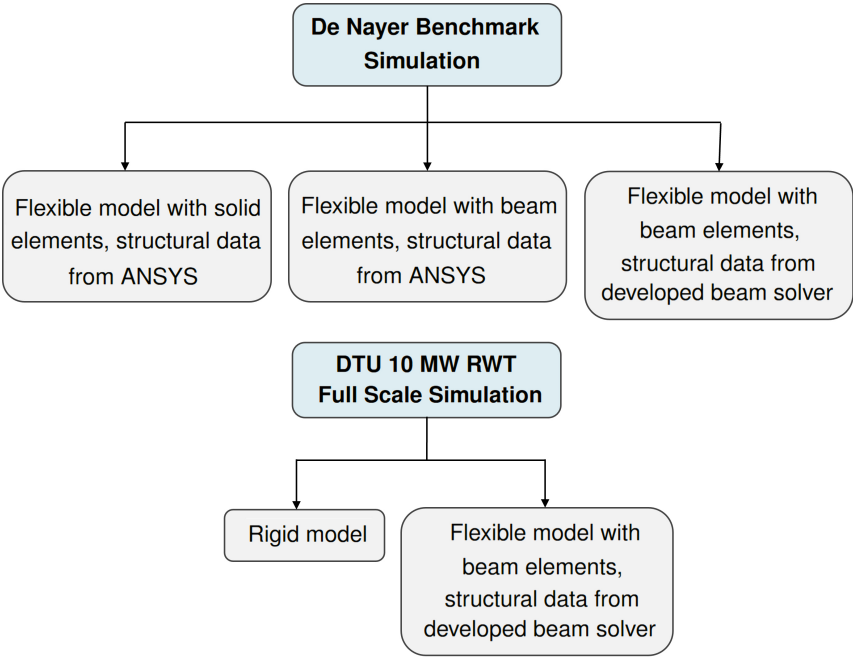 De Nayer Benchmark
Simulation
Flexible model with solid
elements, structural data
from ANSYS
Flexible model with beam
elements, structural data
from ANSYS
Flexible model with
beam elements,
structural data from
developed beam solver
DTU 10 MW RWT
Full Scale Simulation
Rigid model
Flexible model with
beam elements,
structural data from
developed beam solver